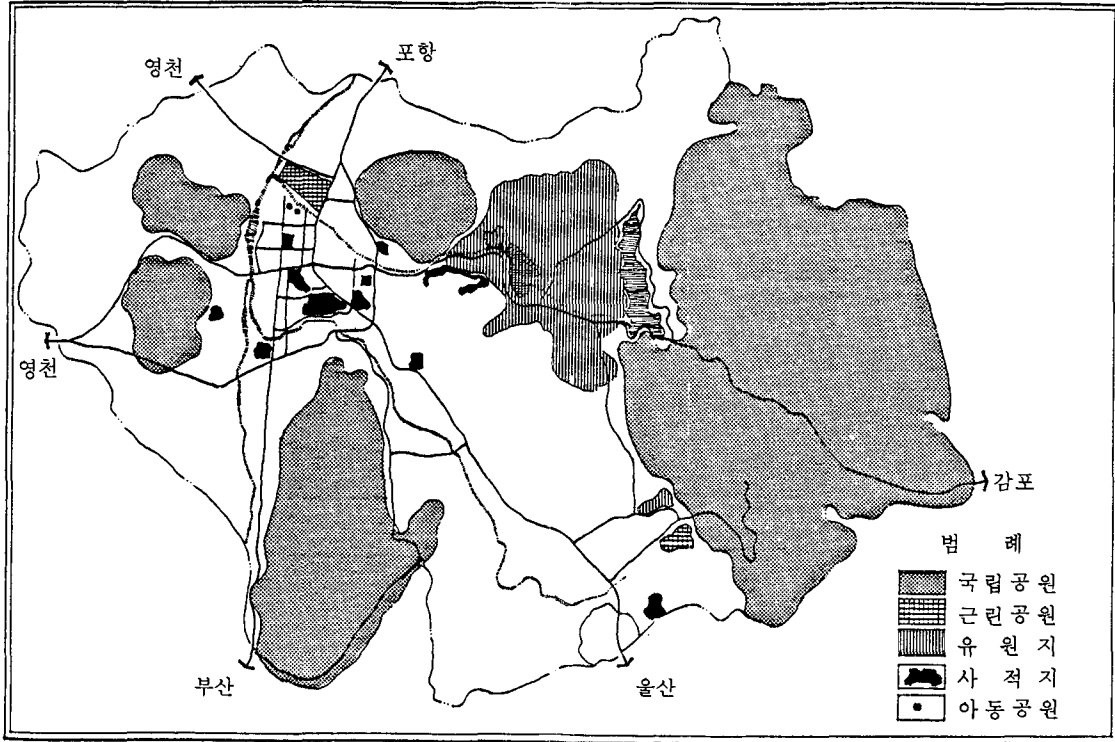 포항
영천
영천
감포
부산
울산
범 례
국립공원
근린공원
유 원 지
사 적 지
아동공원